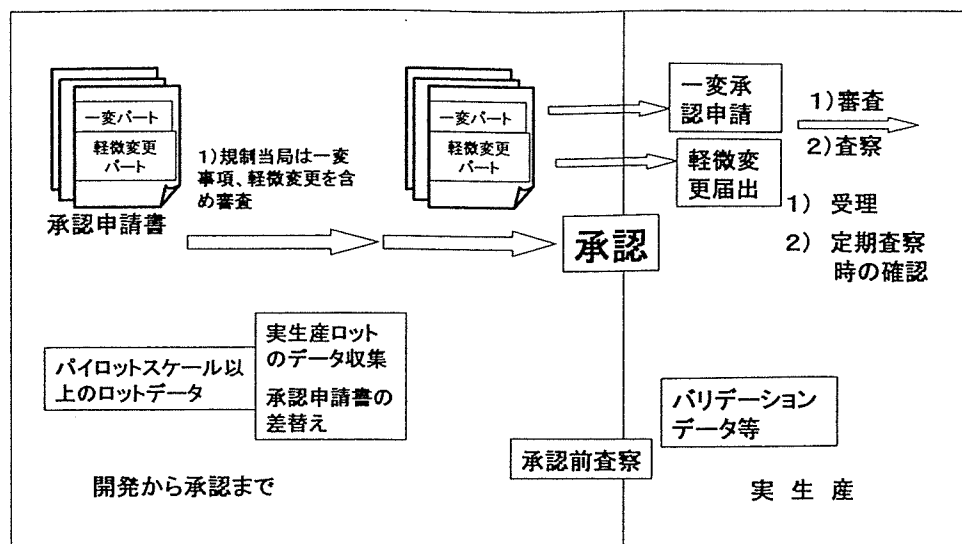 一変パート
軽微変更
パート
承認申請書
1)規制当局は一変
事項、軽微変更を含
め審査
一変パート
軽微変更
パート
一変承
認申請
軽微変
更届出
1)審査
2)査察
1) 受理
2) 定期査察
時の確認
承認
パイロットスケール以
上のロットデータ
実生産ロット
のデータ収集
承認申請書の
差替え
バリデーション
データ等
承認前査察
開発から承認まで
実 生 産